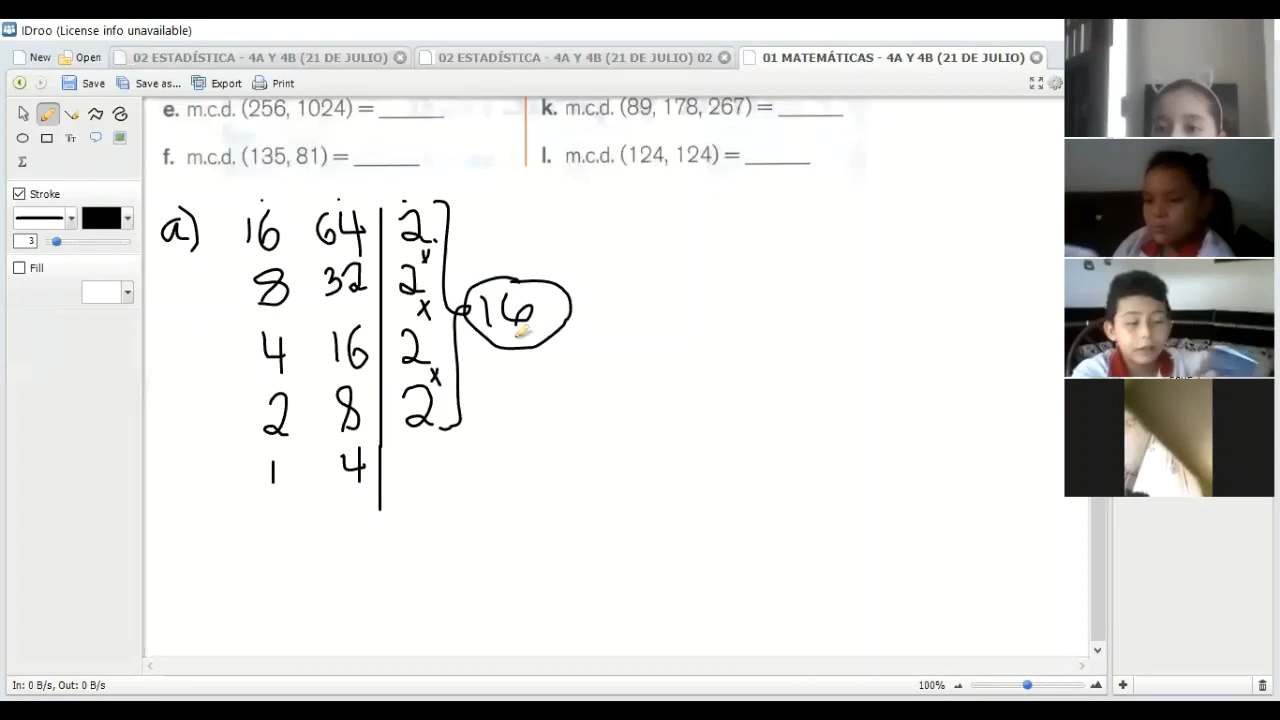 IDroo (License info unavailable)
New Open 02 ESTADÍSTICA - 4A Y 4B (21 DE JULIO) 02 ESTADÍSTICA - 4A Y 4B (21 DE JULIO) 02 01 MATEMÁTICAS - 4A Y 4B (21 DE JULIO)
Save Save as... Export Print
Tт
Σ
Stroke
3
Fill
e. m.c.d. (256, 1024) = ______
k. m.c.d. (89, 178, 267) = ______
f. m.c.d. (135, 81) = ______
l. m.c.d. (124, 124) = ______
a) 16 64 2
x
8 32 2
x
4 16 2
x
2 8 2
1 4
16
In: 0 B/s, Out: 0 B/s
100%